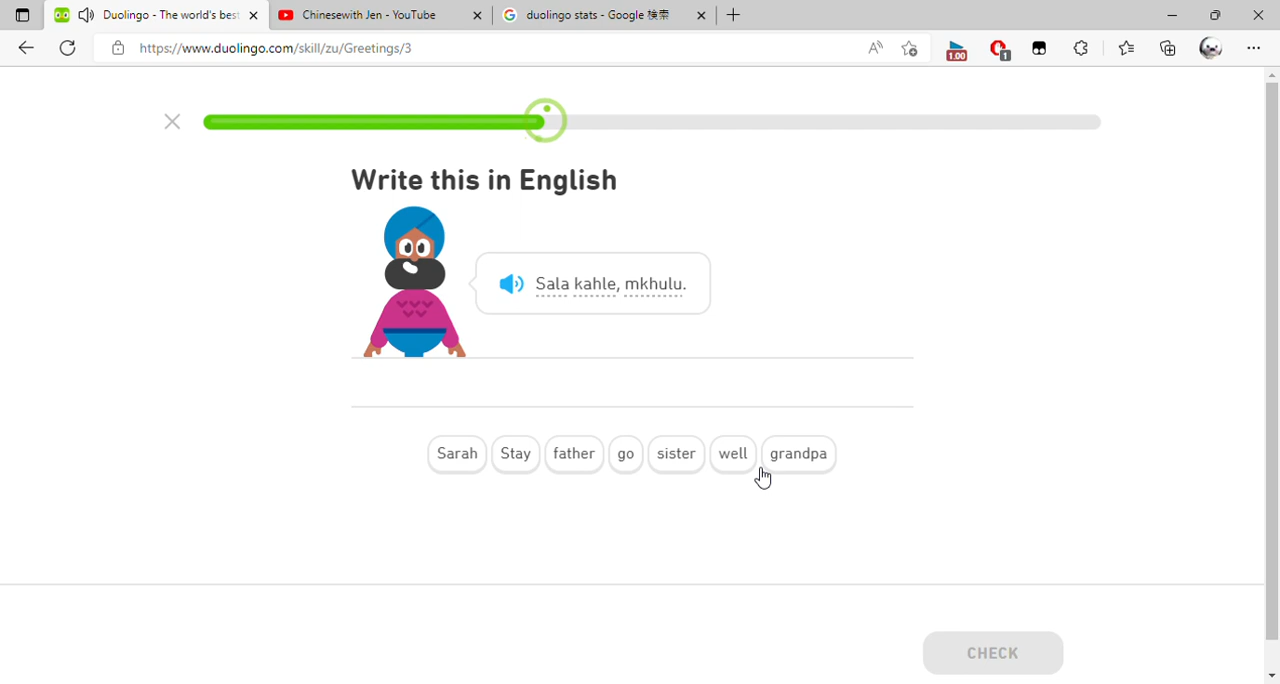 Duolingo - The world's best
Chinesewith Jen - YouTube
duolingo stats - Google 検索
https://www.duolingo.com/skill/zu/Greetings/3
1.00
1
Write this in English
Sala kahle, mkhulu.
Sarah Stay father go sister well grandpa
CHECK